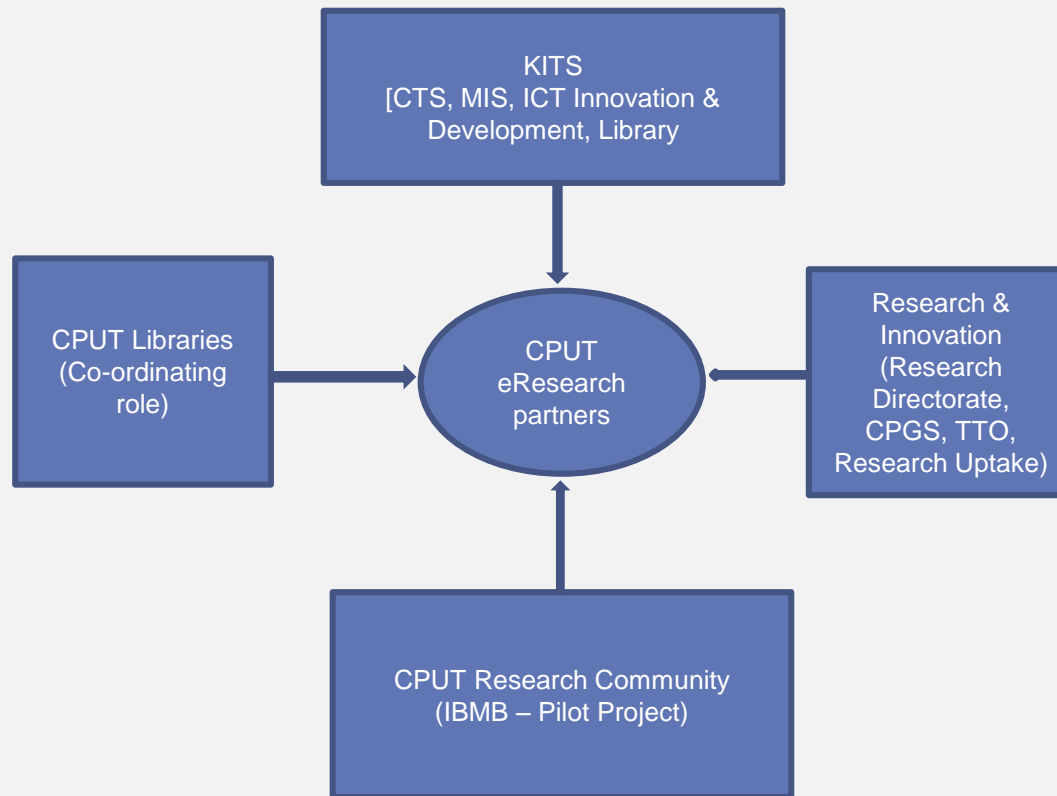 KITS
[CTS, MIS, ICT Innovation &
Development, Library
CPUT Libraries
(Co-ordinating
role)
CPUT
eResearch
partners
Research &
Innovation
(Research
Directorate,
CPGS, TTO,
Research Uptake)
CPUT Research Community
(IBMB – Pilot Project)